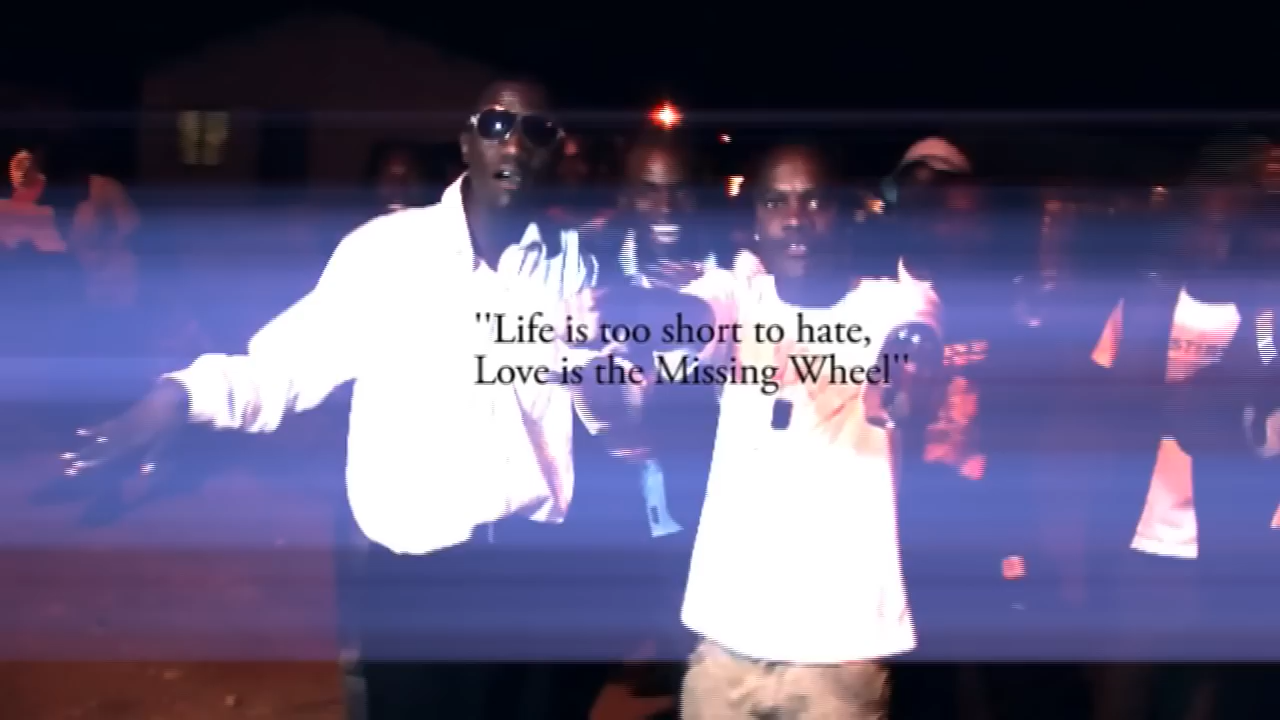 "Life is too short to hate,
Love is the Missing Wheel"